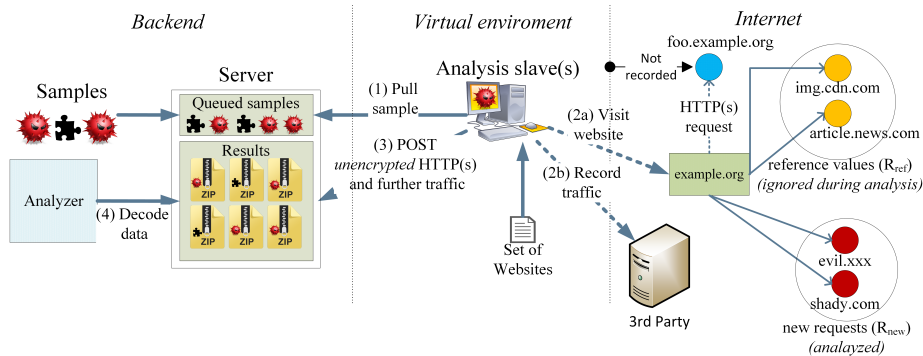 Backend
Virtual enviroment
Internet
Samples
Server
Queued samples
Results
ZIP
ZIP
ZIP
ZIP
ZIP
ZIP
Analyzer
(4) Decode
data
(1) Pull
sample
(3) POST
unencrypted HTTP(s)
and further traffic
Analysis slave(s)
(2a) Visit
website
(2b) Record
traffic
Set of
Websites
3rd Party
Not
recorded
foo.example.org
HTTP(s)
request
example.org
img.cdn.com
article.news.com
reference values (Rref)
(ignored during analysis)
evil.xxx
shady.com
new requests (Rnew)
(analayzed)